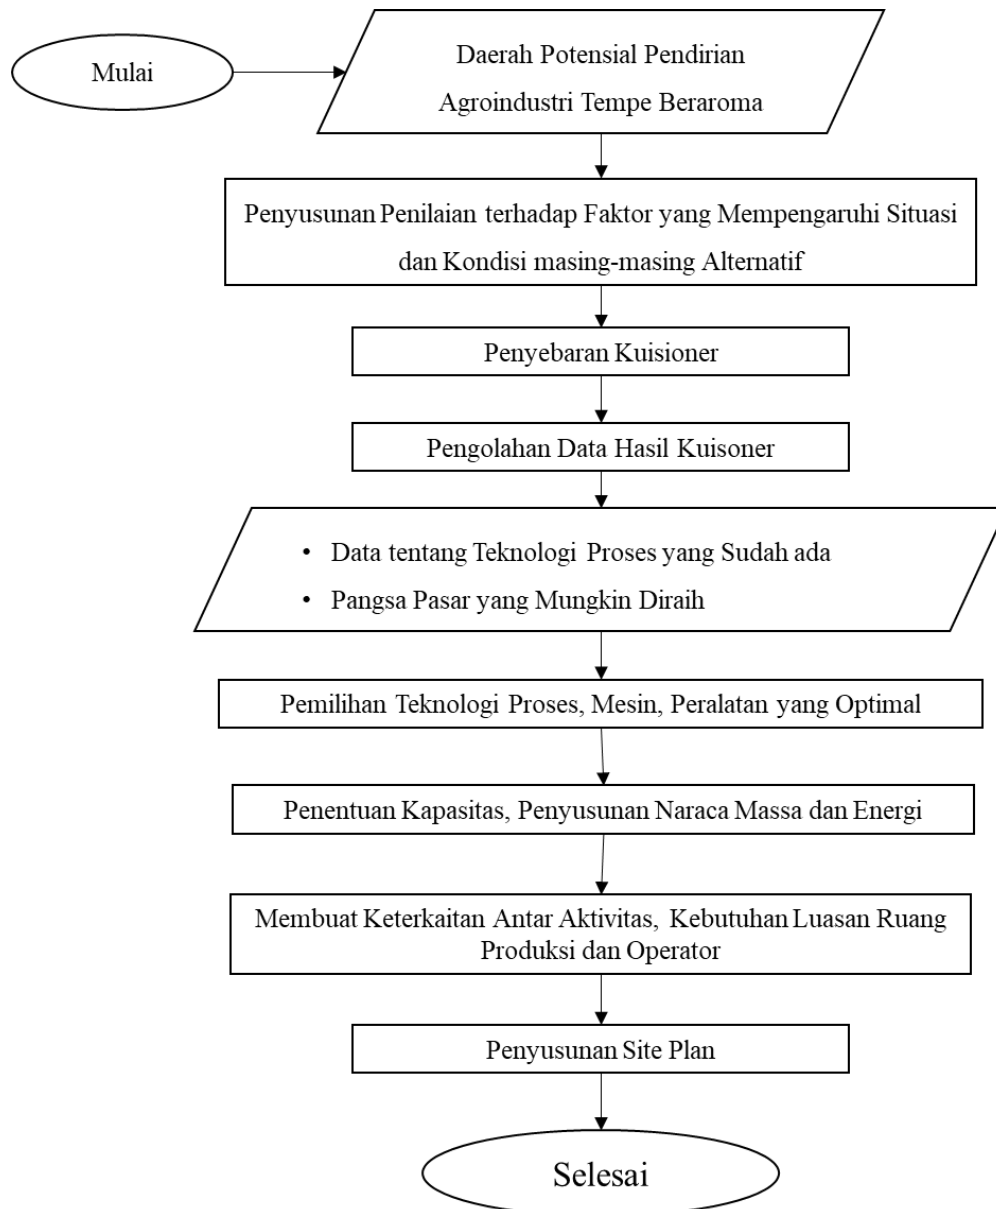 Mulai
Daerah Potensial Pendirian
Agroindustri Tempe Beraroma
Penyusunan Penilaian terhadap Faktor yang Mempengaruhi Situasi
dan Kondisi masing-masing Alternatif
Penyebaran Kuisioner
Pengolahan Data Hasil Kuisoner
• Data tentang Teknologi Proses yang Sudah ada
• Pangsa Pasar yang Mungkin Diraih
Pemilihan Teknologi Proses, Mesin, Peralatan yang Optimal
Penentuan Kapasitas, Penyusunan Naraca Massa dan Energi
Membuat Keterkaitan Antar Aktivitas, Kebutuhan Luasan Ruang
Produksi dan Operator
Penyusunan Site Plan
Selesai